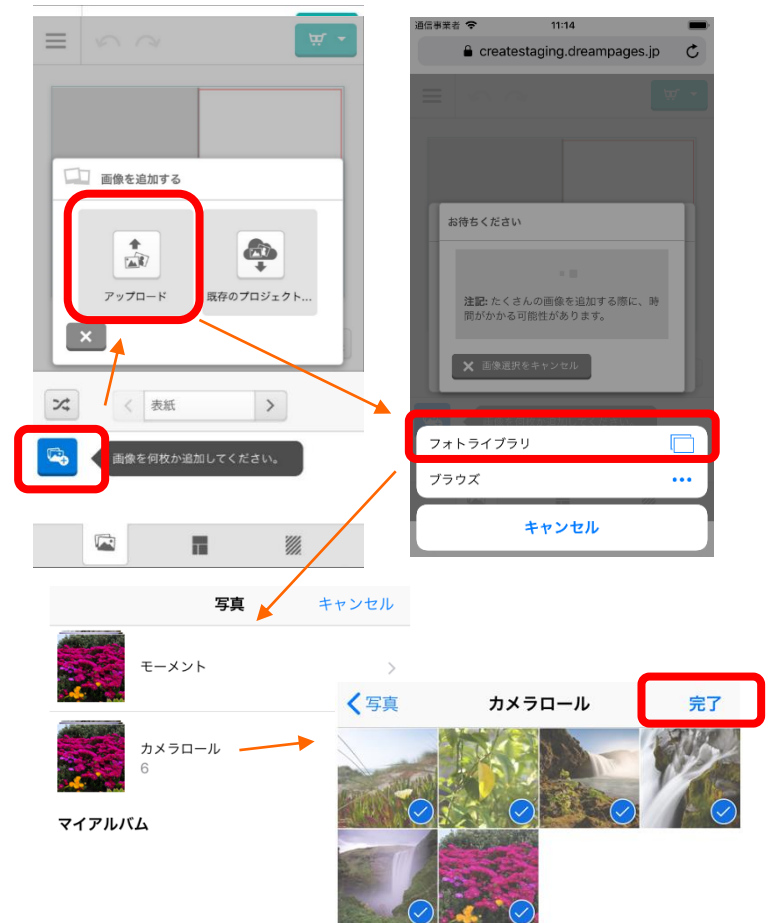 画像を追加する
アップロード
既存のプロジェクト...
表紙
画像を何枚か追加してください。
通信事業者
11:14
createstaging.dreampages.jp
お待ちください
注記: たくさんの画像を追加する際に、時
間がかかる可能性があります。
画像選択をキャンセル
フォトライブラリ
ブラウズ
キャンセル
写真
キャンセル
モーメント
カメラロール
6
マイアルバム
写真
カメラロール
完了